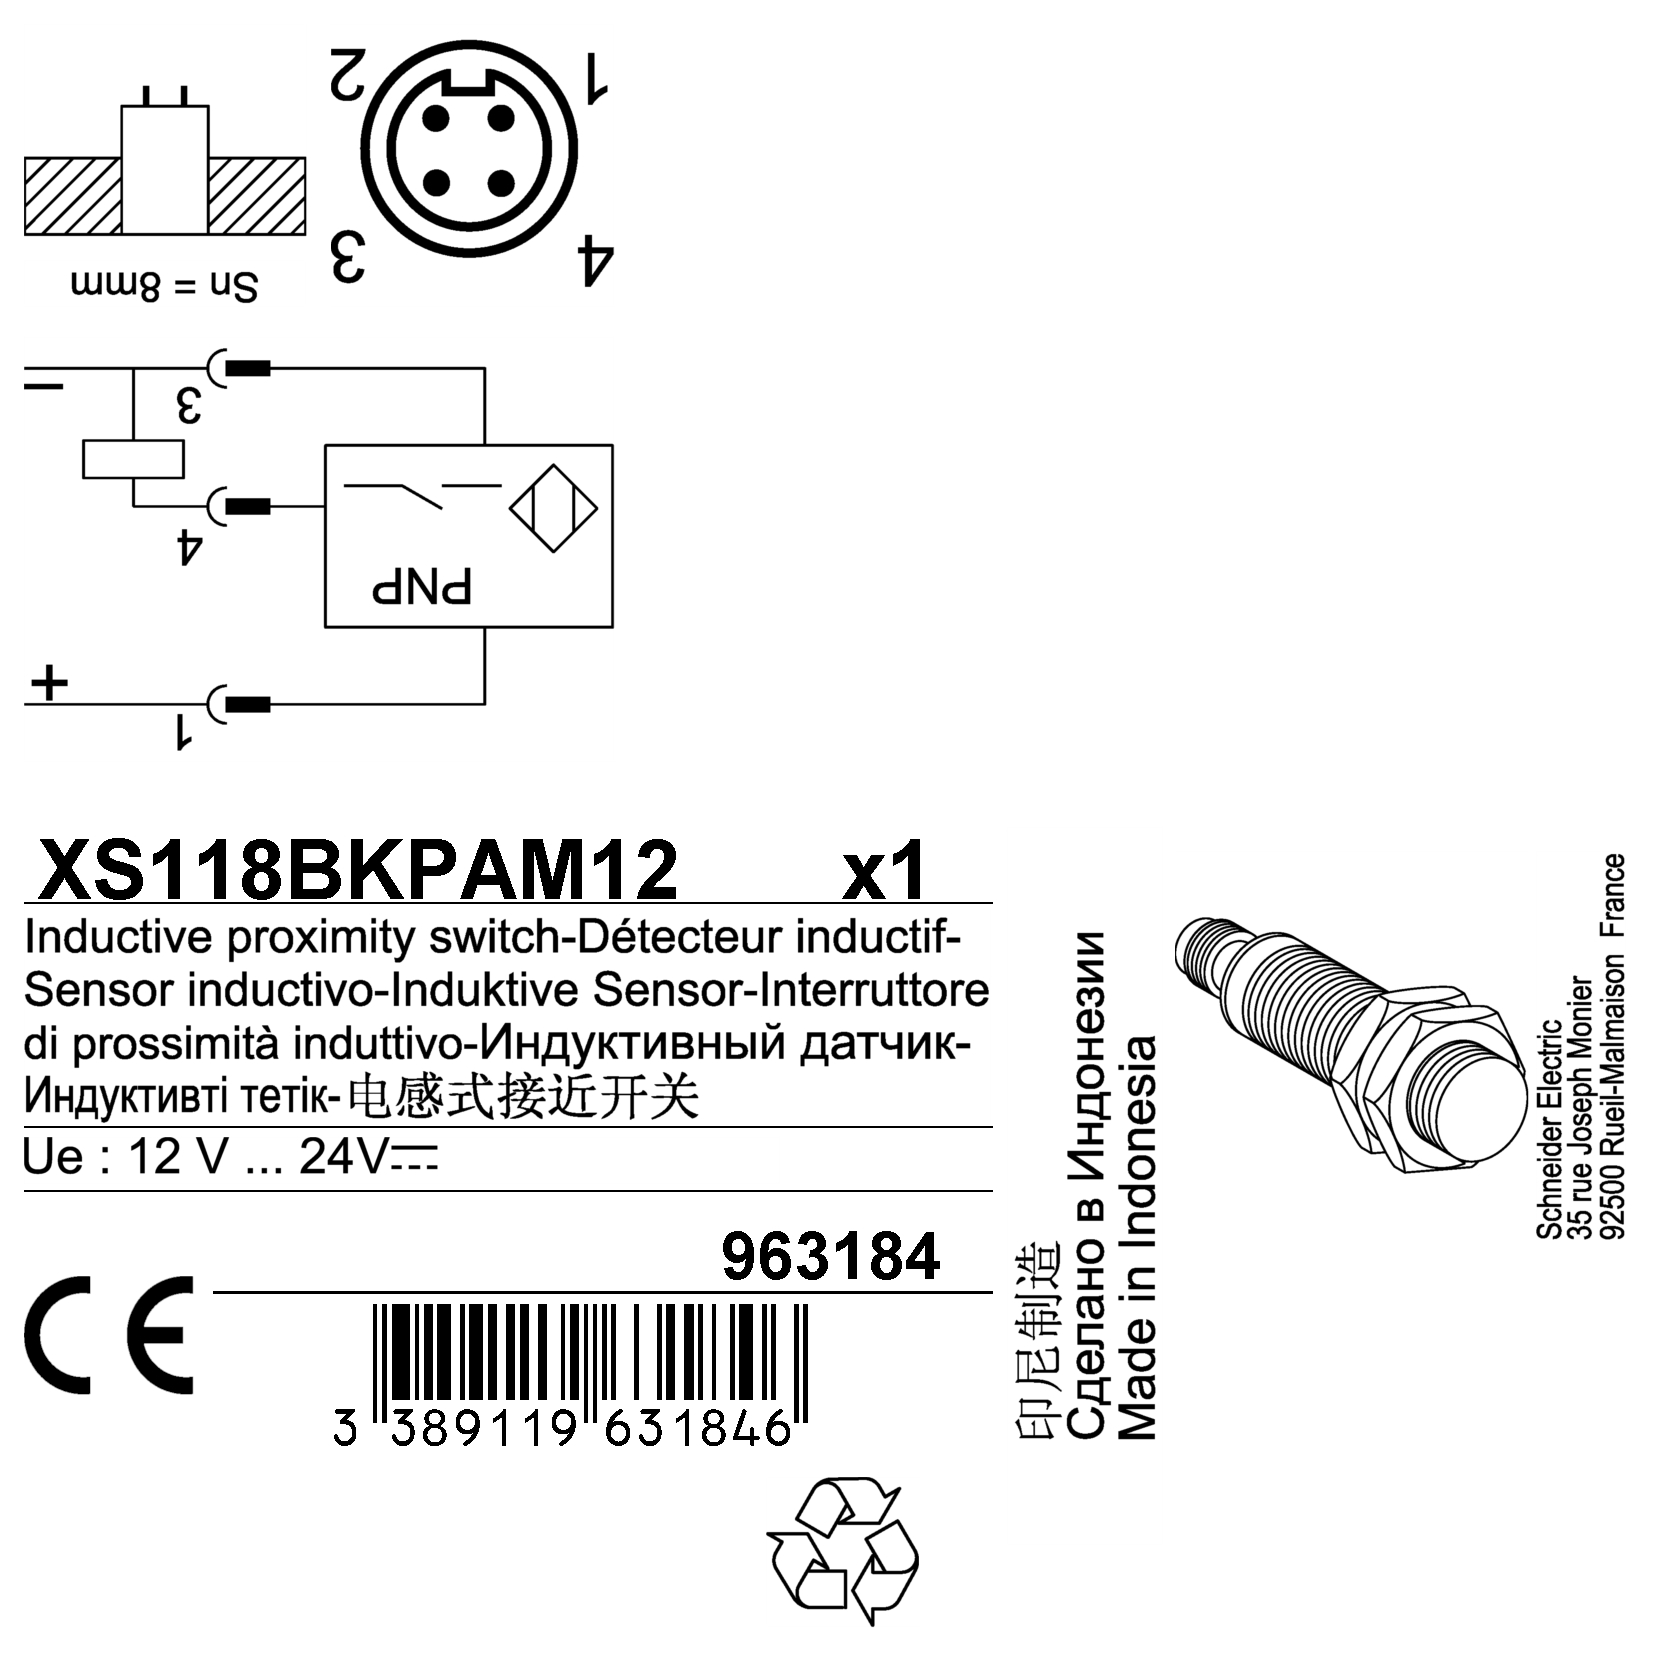 2
1
3
4
Sn = 8mm
−
3
4
PNP
+
1
XS118BKPAM12 x1
Inductive proximity switch-Détecteur inductif-
Sensor inductivo-Induktive Sensor-Interruttore
di prossimità induttivo-Индуктивный датчик-
Индуктивті тетік-电感式接近开关
Ue : 12 V ... 24V⎓
963184
CE
3 389119 631846
印尼制造
Сделано в Индонезии
Made in Indonesia
Schneider Electric
35 rue Joseph Monier
92500 Rueil-Malmaison France